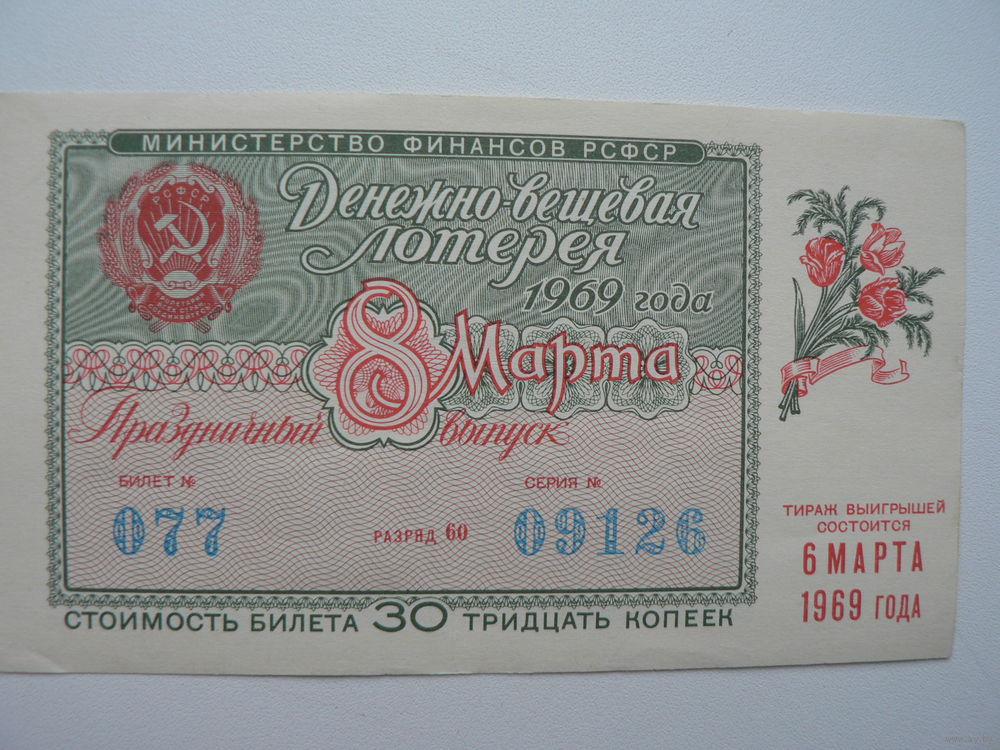 МИНИСТЕРСТВО ФИНАНСОВ РСФСР
РСФСР
Денежно-вещевая
лотерея
1969 года
8 Марта
Праздничный выпуск
БИЛЕТ № СЕРИЯ №
077 РАЗРЯД 60 09126
СТОИМОСТЬ БИЛЕТА 30 ТРИДЦАТЬ КОПЕЕК
ТИРАЖ ВЫИГРЫШЕЙ
СОСТОИТСЯ
6 МАРТА
1969 ГОДА